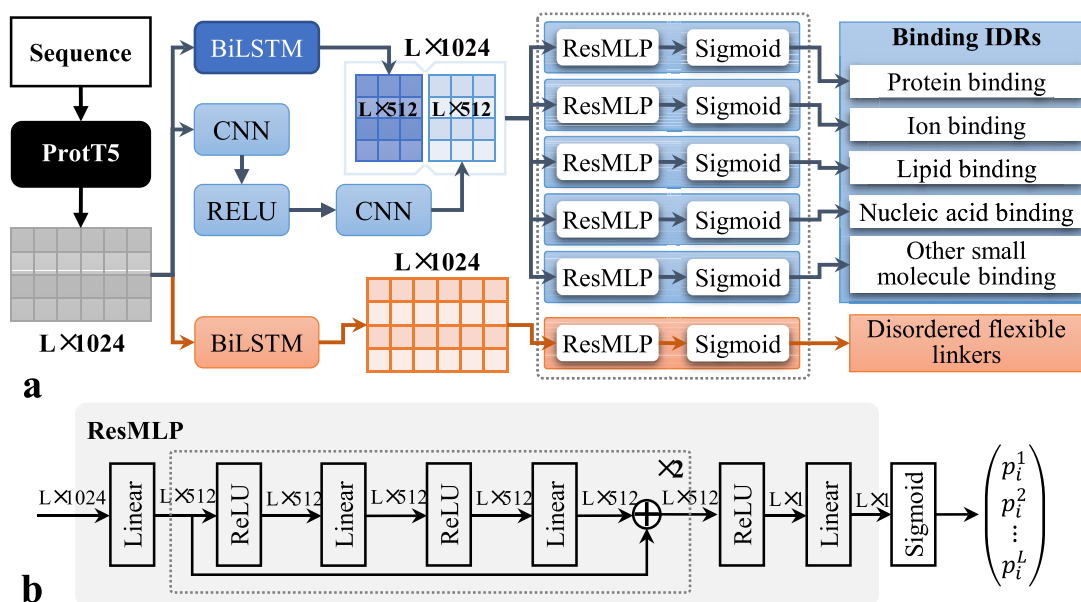 Sequence
ProtT5
L×1024
a
BiLSTM
CNN
RELU
CNN
L×1024
L×512
L×512
BiLSTM
L×1024
ResMLP
Sigmoid
ResMLP
Sigmoid
ResMLP
Sigmoid
ResMLP
Sigmoid
ResMLP
Sigmoid
ResMLP
Sigmoid
Binding IDRs
Protein binding
Ion binding
Lipid binding
Nucleic acid binding
Other small
molecule binding
Disordered flexible
linkers
b
ResMLP
L×1024
Linear
L×512
ReLU
L×512
Linear
L×512
ReLU
L×512
Linear
L×512
×2
L×512
ReLU
L×1
Linear
L×1
Sigmoid
p_i^1
p_i^2
⋮
p_i^L